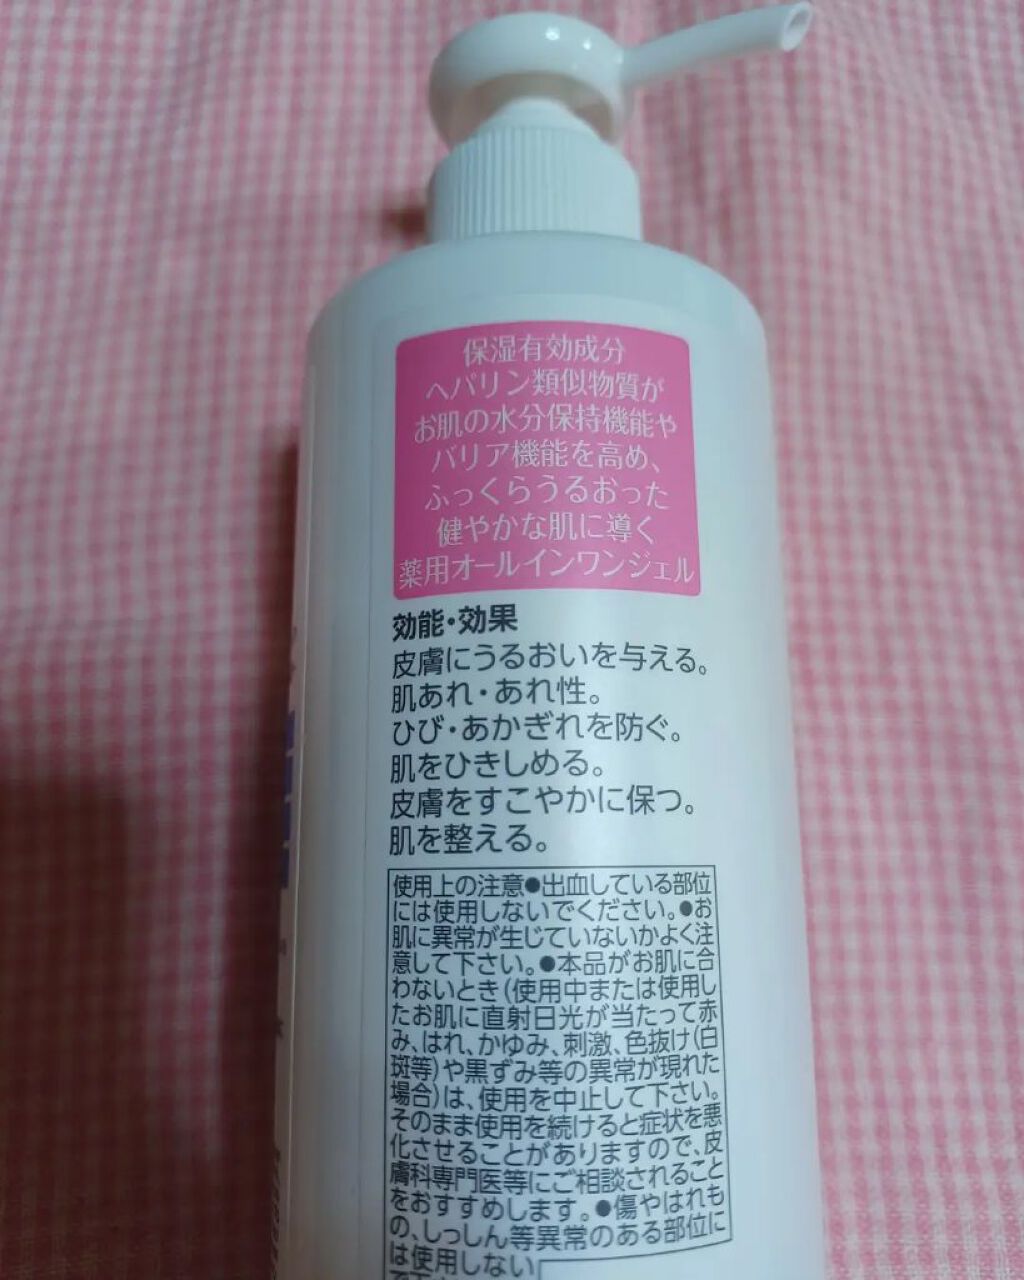 保湿有効成分
ヘパリン類似物質が
お肌の水分保持機能や
バリア機能を高め、
ふっくらうるおった
健やかな肌に導く
薬用オールインワンジェル
効能・効果
皮膚にうるおいを与える。
肌あれ・あれ性。
ひび・あかぎれを防ぐ。
肌をひきしめる。
皮膚をすこやかに保つ。
肌を整える。
使用上の注意●出血している部位
には使用しないでください。●お
肌に異常が生じていないかよく注
意して下さい。●本品がお肌に合
わないとき(使用中または使用し
たお肌に直射日光が当たって赤
み、はれ、かゆみ、刺激、色抜け(白
斑等)や黒ずみ等の異常が現れた
場合)は、使用を中止して下さい。
そのまま使用を続けると症状を悪
化させることがありますので、皮
膚科専門医等にご相談されること
をおすすめします。●傷やはれも
の、しっしん等異常のある部位に
は使用しない